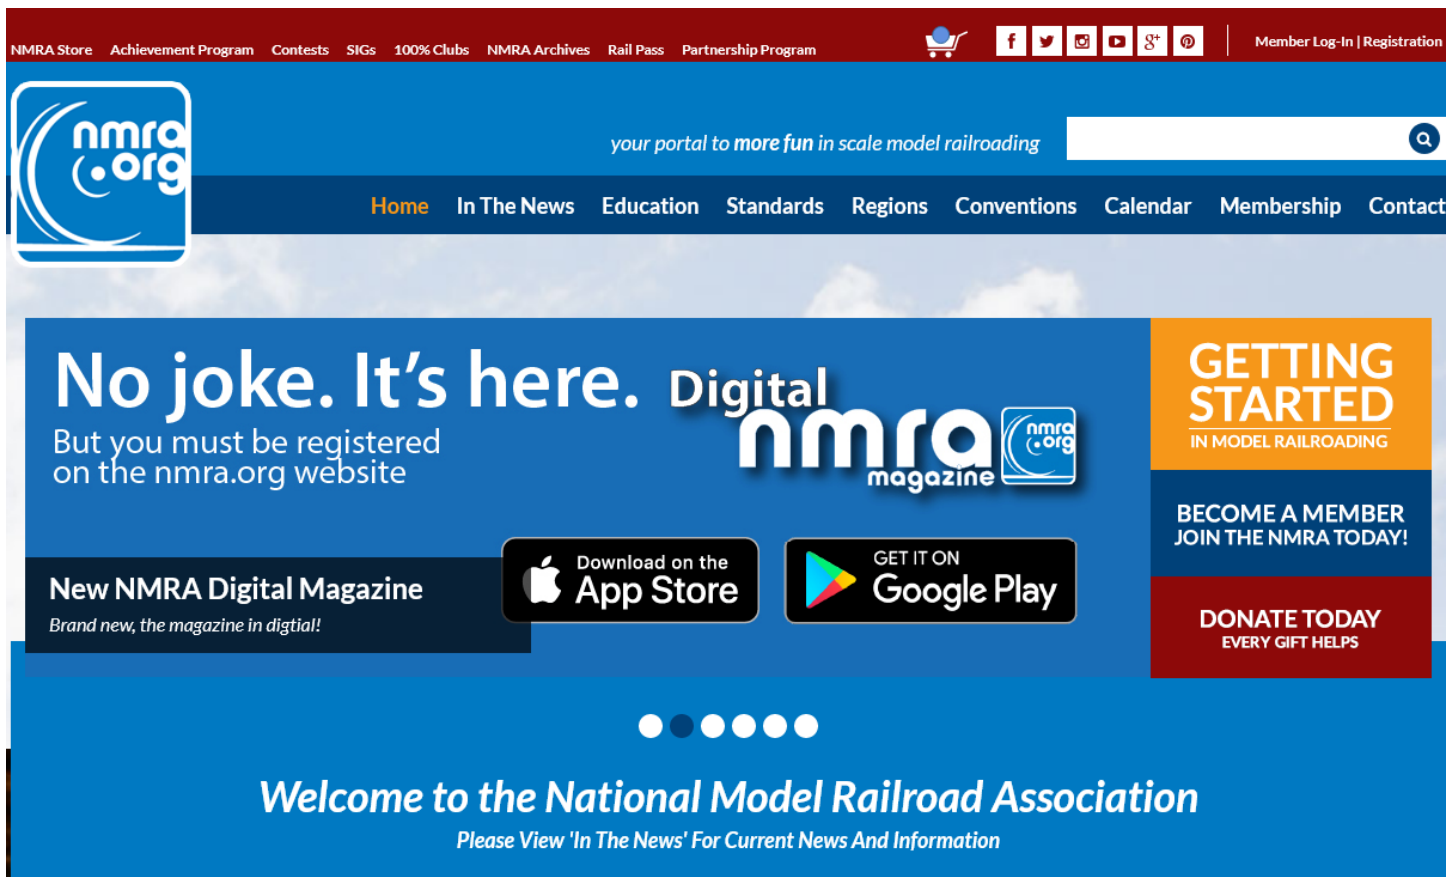 NMRA Store Achievement Program Contests SIGs 100% Clubs NMRA Archives Rail Pass Partnership Program Member Log-In | Registration
nmra
.org
your portal to more fun in scale model railroading
Home In The News Education Standards Regions Conventions Calendar Membership Contact
No joke. It's here.
But you must be registered
on the nmra.org website
Digital
nmra
magazine
nmra
.org
Download on the
App Store
GET IT ON
Google Play
New NMRA Digital Magazine
Brand new, the magazine in digtial!
GETTING
STARTED
IN MODEL RAILROADING
BECOME A MEMBER
JOIN THE NMRA TODAY!
DONATE TODAY
EVERY GIFT HELPS
Welcome to the National Model Railroad Association
Please View 'In The News' For Current News And Information